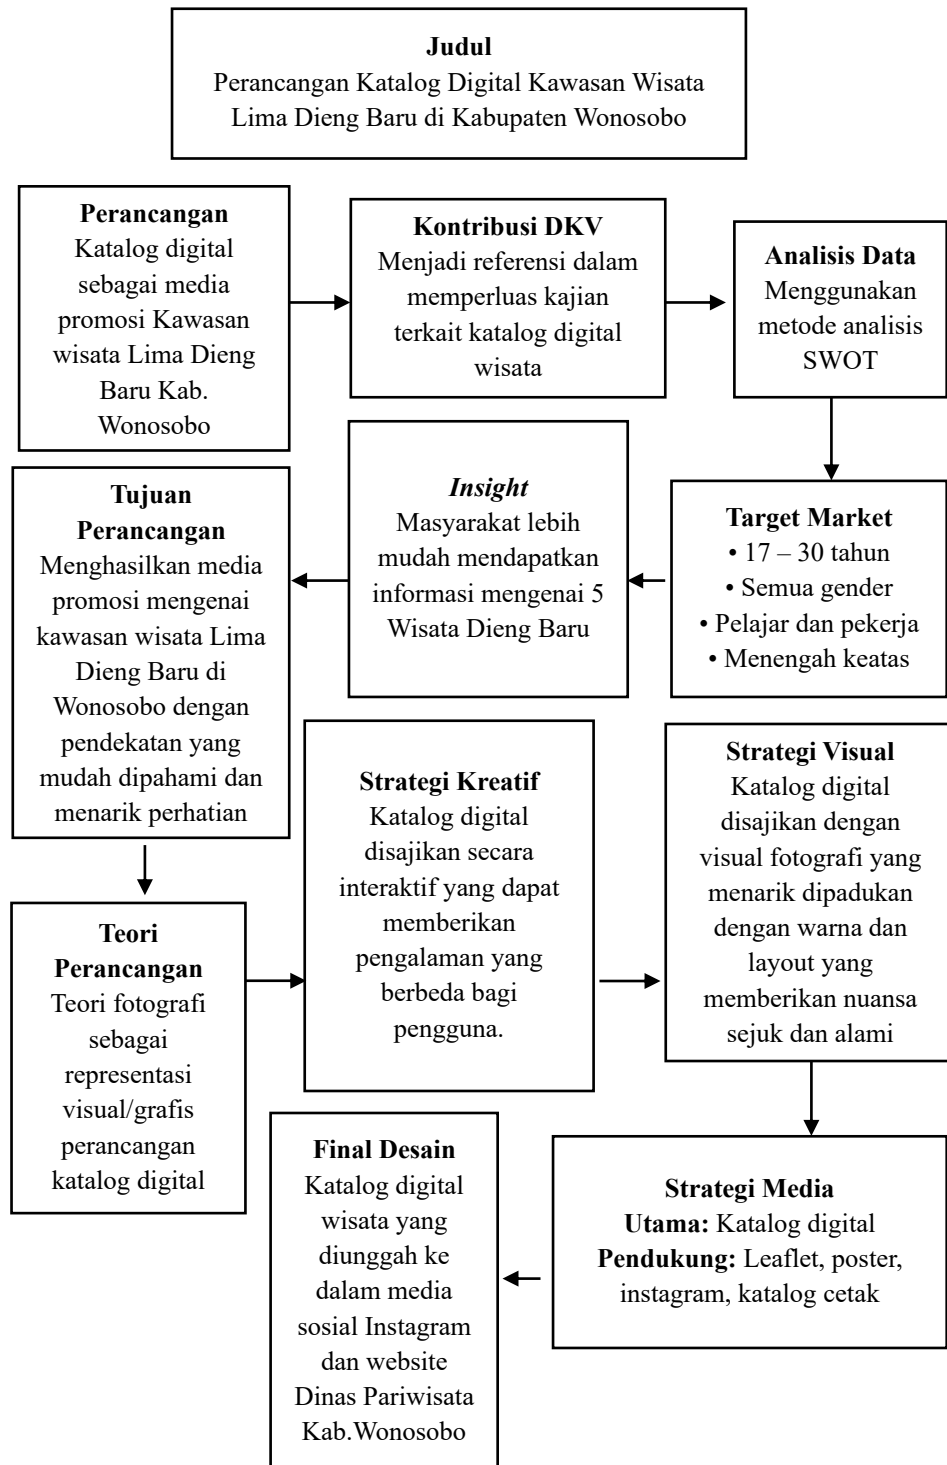 Judul
Perancangan Katalog Digital Kawasan Wisata
Lima Dieng Baru di Kabupaten Wonosobo
Perancangan
Katalog digital
sebagai media
promosi Kawasan
wisata Lima Dieng
Baru Kab.
Wonosobo
Kontribusi DKV
Menjadi referensi dalam
memperluas kajian
terkait katalog digital
wisata
Analisis Data
Menggunakan
metode analisis
SWOT
Target Market
• 17 – 30 tahun
• Semua gender
• Pelajar dan pekerja
• Menengah keatas
Insight
Masyarakat lebih
mudah mendapatkan
informasi mengenai 5
Wisata Dieng Baru
Tujuan
Perancangan
Menghasilkan media
promosi mengenai
kawasan wisata Lima
Dieng Baru di
Wonosobo dengan
pendekatan yang
mudah dipahami dan
menarik perhatian
Teori
Perancangan
Teori fotografi
sebagai
representasi
visual/grafis
perancangan
katalog digital
Strategi Kreatif
Katalog digital
disajikan secara
interaktif yang dapat
memberikan
pengalaman yang
berbeda bagi
pengguna.
Strategi Visual
Katalog digital
disajikan dengan
visual fotografi yang
menarik dipadukan
dengan warna dan
layout yang
memberikan nuansa
sejuk dan alami
Strategi Media
Utama: Katalog digital
Pendukung: Leaflet, poster,
instagram, katalog cetak
Final Desain
Katalog digital
wisata yang
diunggah ke
dalam media
sosial Instagram
dan website
Dinas Pariwisata
Kab.Wonosobo